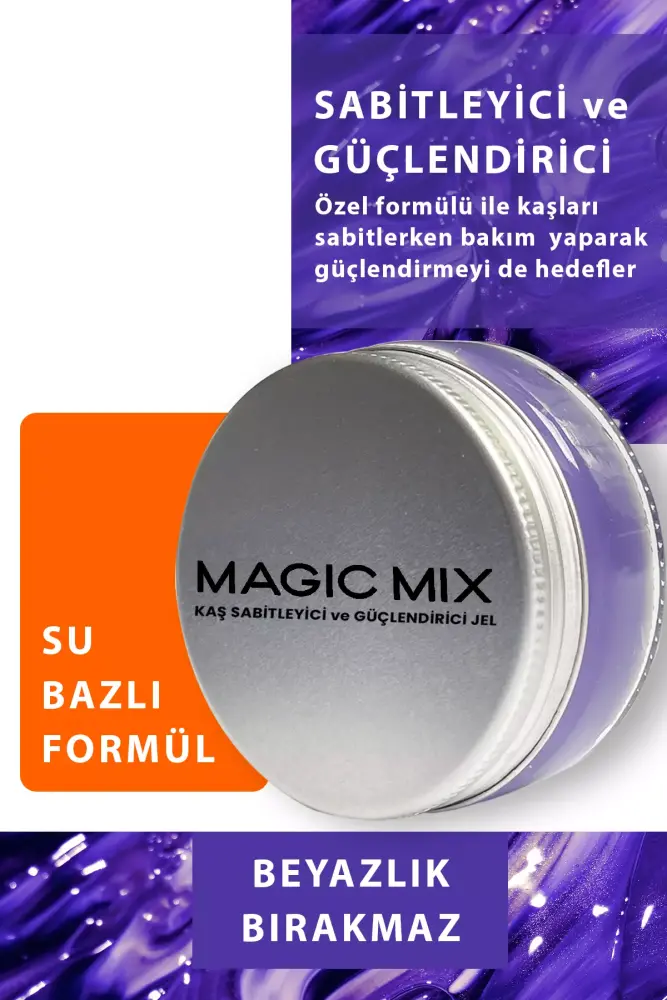 SABİTLEYİCİ ve
GÜÇLENDİRİCİ
Özel formülü ile kaşları
sabitlerken bakım yaparak
güçlendirmeyi de hedefler
MAGIC MIX
KAŞ SABİTLEYİCİ ve GÜÇLENDİRİCİ JEL
SU
BAZLI
FORMÜL
BEYAZLIK
BIRAKMAZ